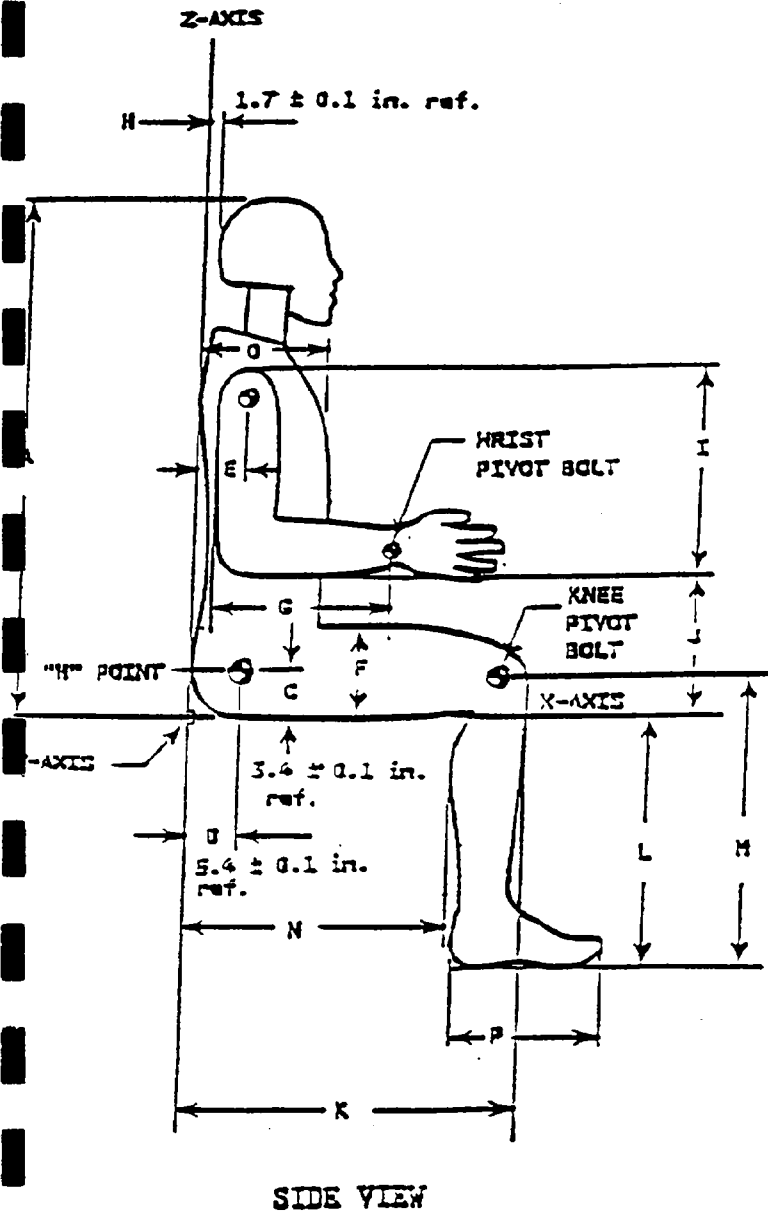 Z-AXIS
1.7 ± 0.1 in. ref.
H
O
I
WRIST
PIVOT BOLT
E
KNEE
PIVOT
BOLT
G
J
F
"H" POINT
C
X-AXIS
-AXIS
3.4 ± 0.1 in.
ref.
D
5.4 ± 0.1 in.
ref.
L
M
N
P
K
SIDE VIEW